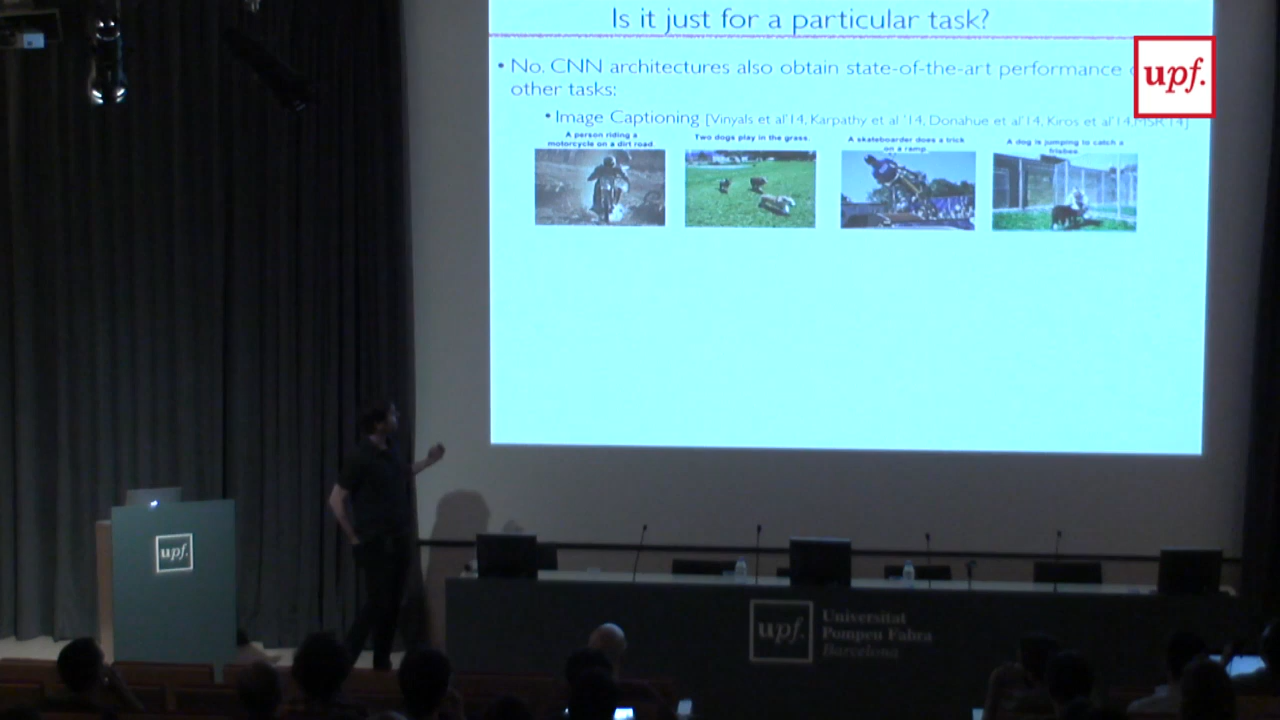 Is it just for a particular task?
• No. CNN architectures also obtain state-of-the-art performance
other tasks:
• Image Captioning [Vinyals et al'14, Karpathy et al '14, Donahue et al'14, Kiros et al'14, MSR'14]
A person riding a
motorcycle on a dirt road.
Two dogs play in the grass.
A skateboarder does a trick
on a ramp.
A dog is jumping to catch a
frisbee.
upf.
upf.
upf.
Universitat
Pompeu Fabra
Barcelona